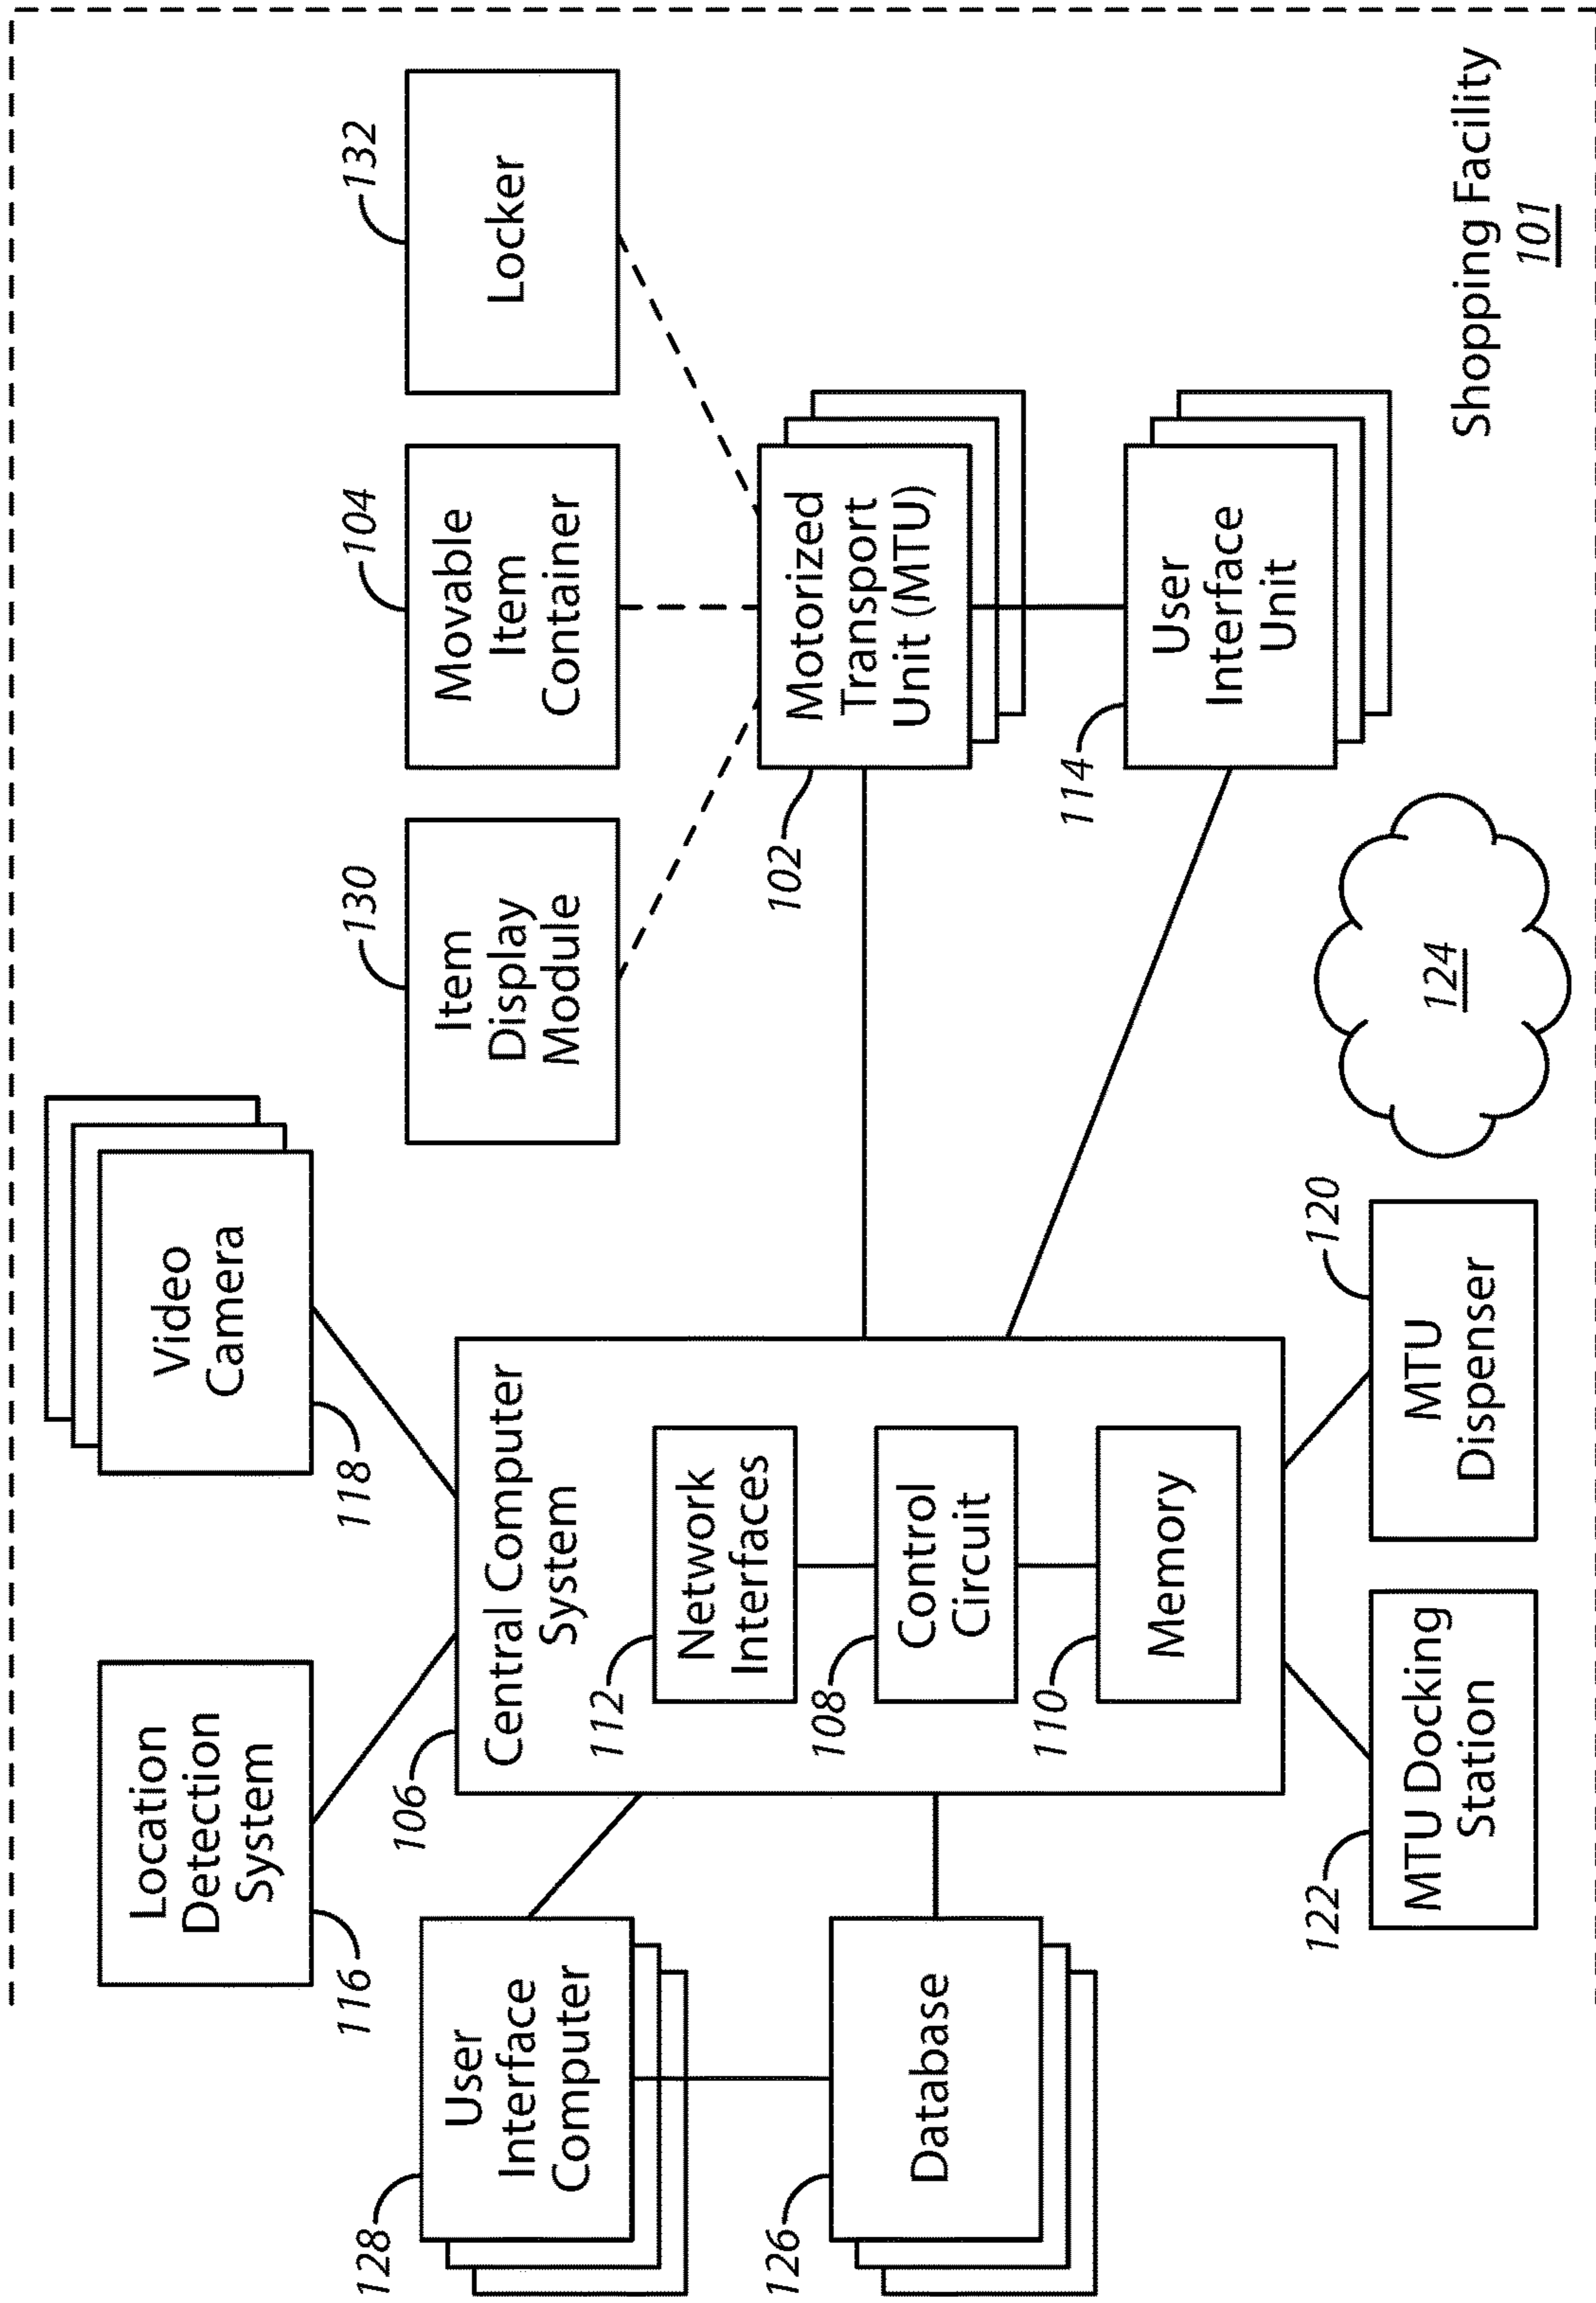 Location
Detection
System
116
Video
Camera
118
130
Item
Display
Module
104
Movable
Item
Container
132
Locker
128
User
Interface
Computer
106
Central Computer
System
112
Network
Interfaces
108
Control
Circuit
110
Memory
102
Motorized
Transport
Unit (MTU)
126
Database
114
User
Interface
Unit
122
MTU Docking
Station
120
MTU
Dispenser
124
Shopping Facility
101